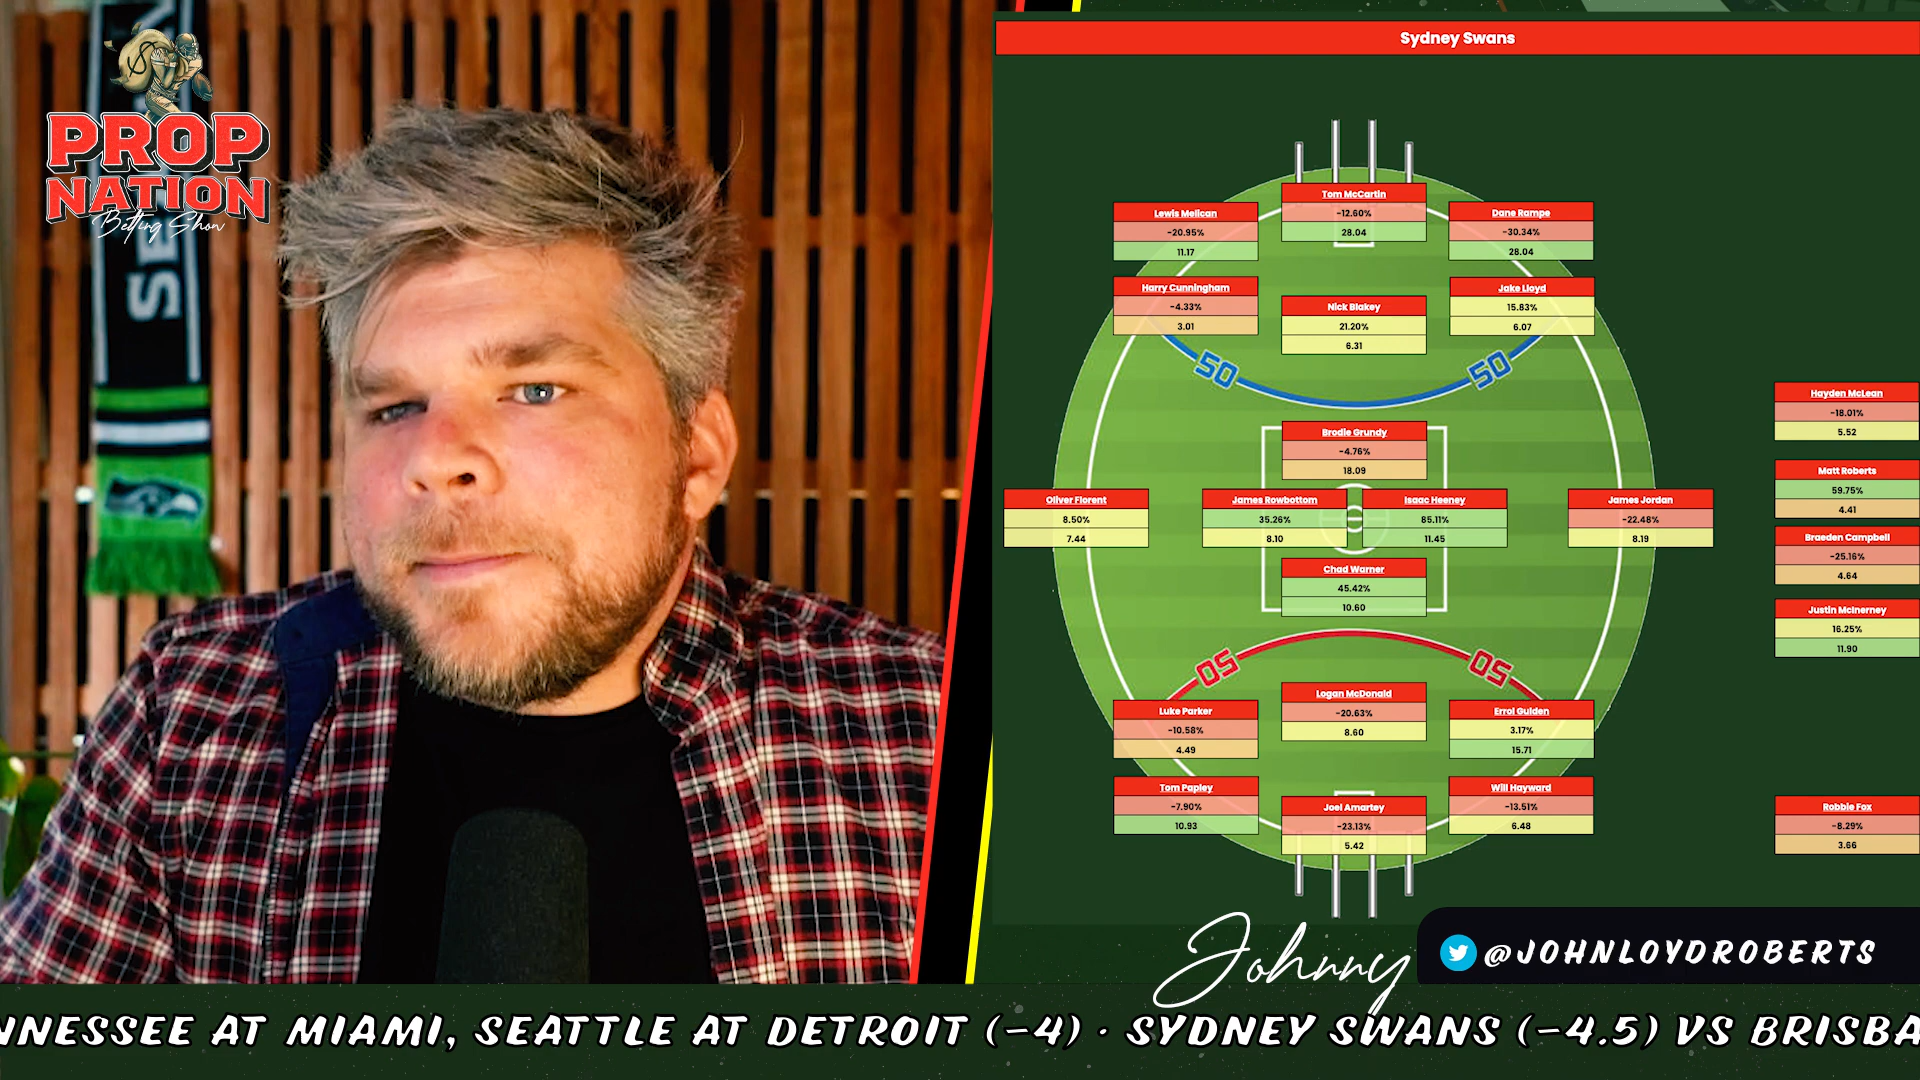 PROP
NATION
Betting Show
SE
Sydney Swans
Tom McCartin
-12.60%
28.04
Lewis Melican
-20.95%
11.17
Dane Rampe
-30.34%
28.04
Harry Cunningham
-4.33%
3.01
Nick Blakey
21.20%
6.31
Jake Lloyd
15.83%
6.07
50
50
Hayden McLean
-18.01%
5.52
Brodie Grundy
-4.76%
18.09
Matt Roberts
59.75%
4.41
Oliver Florent
8.50%
7.44
James Rowbottom
35.26%
8.10
Isaac Heeney
85.11%
11.45
James Jordan
-22.48%
8.19
Braeden Campbell
-25.16%
4.64
Chad Warner
45.42%
10.60
Justin McInerney
16.25%
11.90
50
50
Logan McDonald
-20.63%
8.60
Luke Parker
-10.58%
4.49
Errol Gulden
3.17%
15.71
Tom Papley
-7.90%
10.93
Joel Amartey
-23.13%
5.42
Will Hayward
-13.51%
6.48
Robbie Fox
-8.29%
3.66
Johnny
@JOHNLOYDROBERTS
NNESSEE AT MIAMI, SEATTLE AT DETROIT (-4) · SYDNEY SWANS (-4.5) VS BRISBA